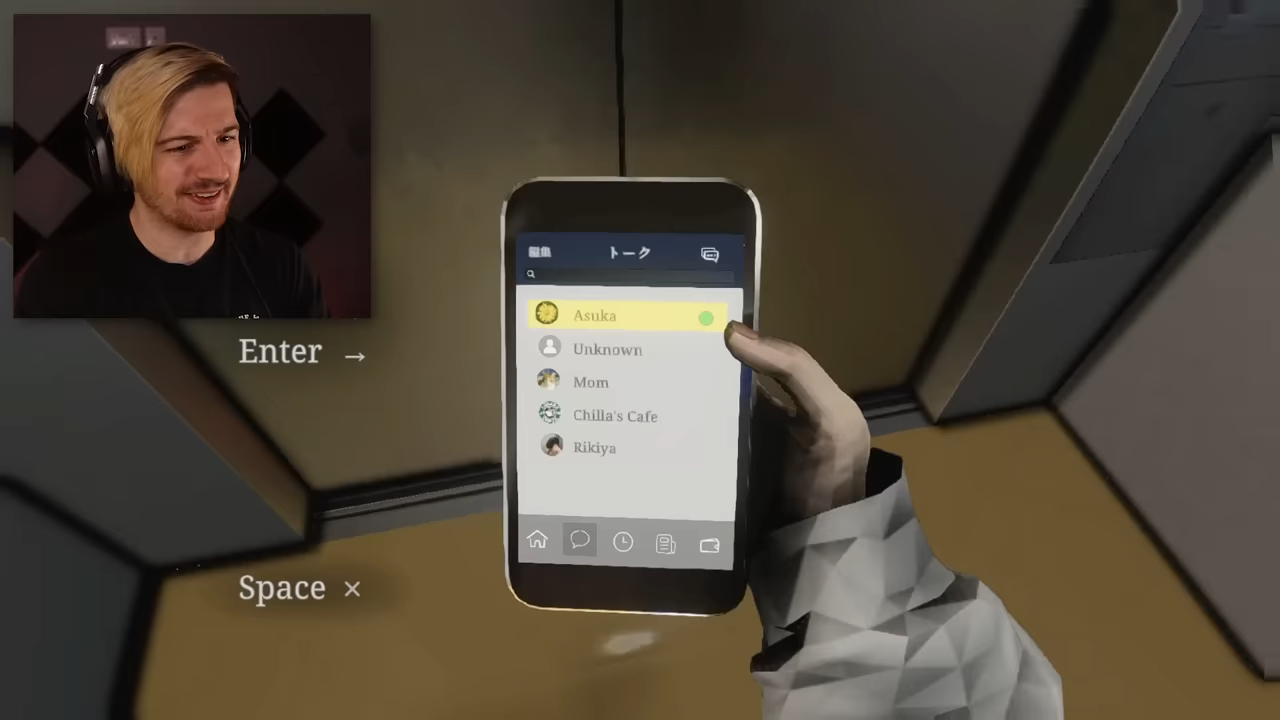 編集 トーク
Asuka
Unknown
Mom
Chilla's Cafe
Rikiya
Enter →
Space ×